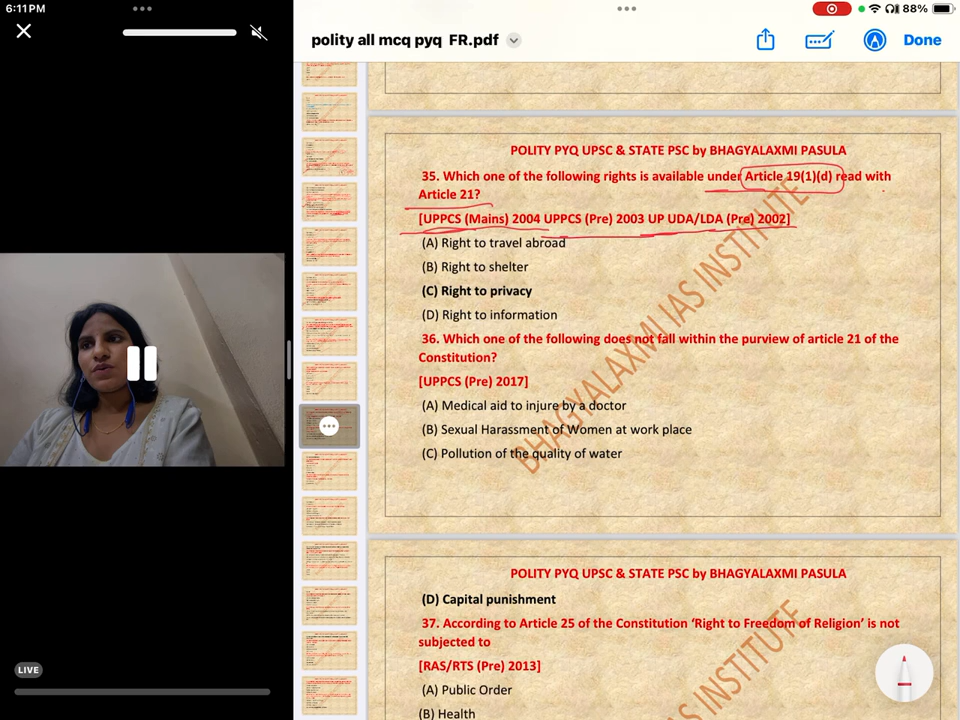 6:11PM
88%
polity all mcq pyq FR.pdf
Done
POLITY PYQ UPSC & STATE PSC by BHAGYALAXMI PASULA
35. Which one of the following rights is available under Article 19(1)(d) read with
Article 21?
[UPPCS (Mains) 2004 UPPCS (Pre) 2003 UP UDA/LDA (Pre) 2002]
(A) Right to travel abroad
(B) Right to shelter
(C) Right to privacy
(D) Right to information
36. Which one of the following does not fall within the purview of article 21 of the
Constitution?
[UPPCS (Pre) 2017]
(A) Medical aid to injure by a doctor
(B) Sexual Harassment of Women at work place
(C) Pollution of the quality of water
BHAGYALAXMI IAS INSTITUTE
POLITY PYQ UPSC & STATE PSC by BHAGYALAXMI PASULA
(D) Capital punishment
37. According to Article 25 of the Constitution ‘Right to Freedom of Religion’ is not
subjected to
[RAS/RTS (Pre) 2013]
(A) Public Order
(B) Health
INSTITUTE
LIVE